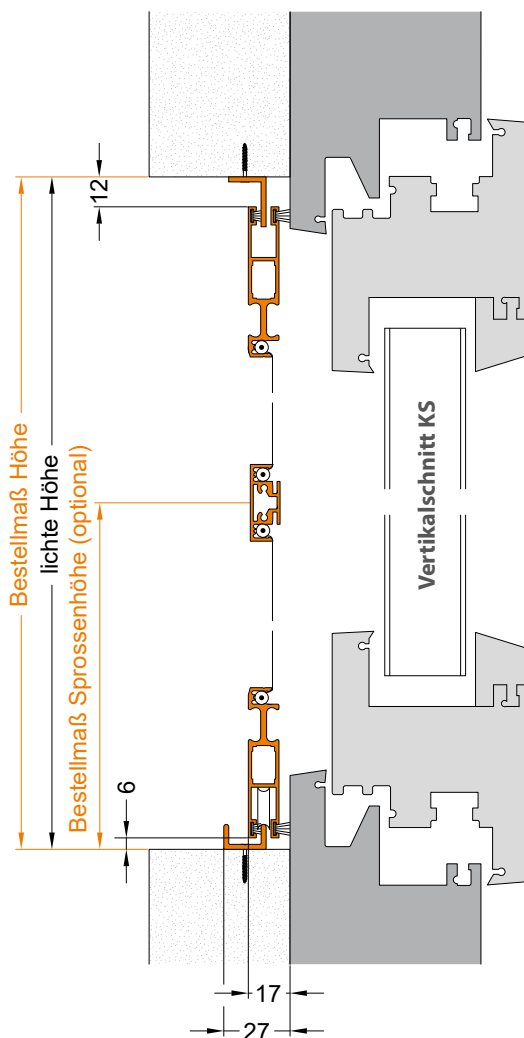 12
Bestellmaß Höhe
lichte Höhe
Bestellmaß Sprossenhöhe (optional)
Vertikalschnitt KS
6
17
27